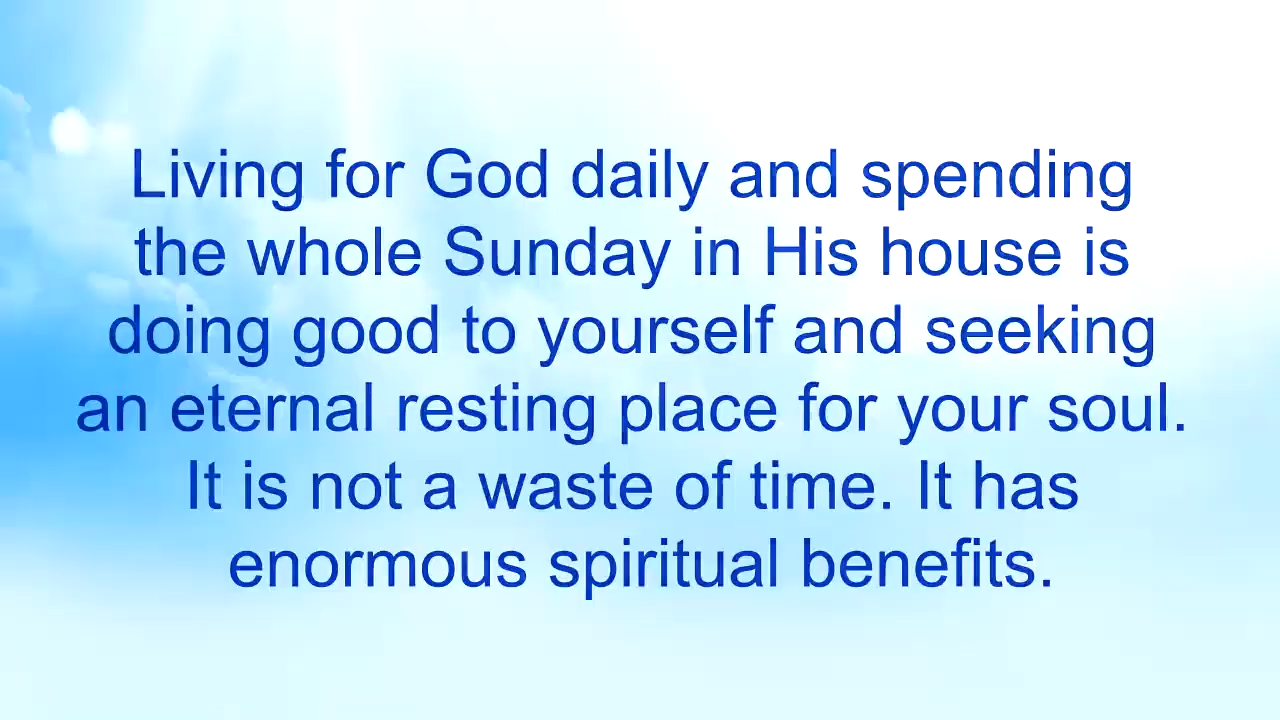 Living for God daily and spending
the whole Sunday in His house is
doing good to yourself and seeking
an eternal resting place for your soul.
It is not a waste of time. It has
enormous spiritual benefits.